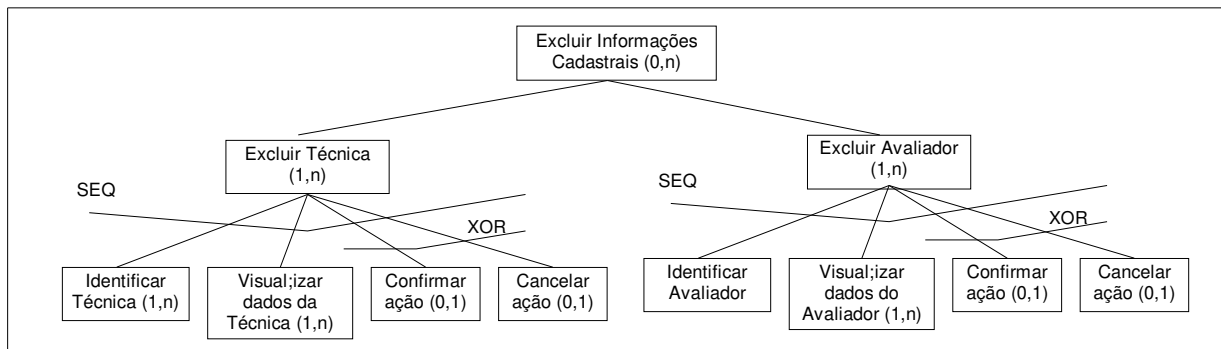 Excluir Informações
Cadastrais (0,n)
Excluir Técnica
(1,n)
Excluir Avaliador
(1,n)
SEQ
XOR
SEQ
XOR
Identificar
Técnica (1,n)
Visual;izar
dados da
Técnica (1,n)
Confirmar
ação (0,1)
Cancelar
ação (0,1)
Identificar
Avaliador
Visual;izar
dados do
Avaliador (1,n)
Confirmar
ação (0,1)
Cancelar
ação (0,1)